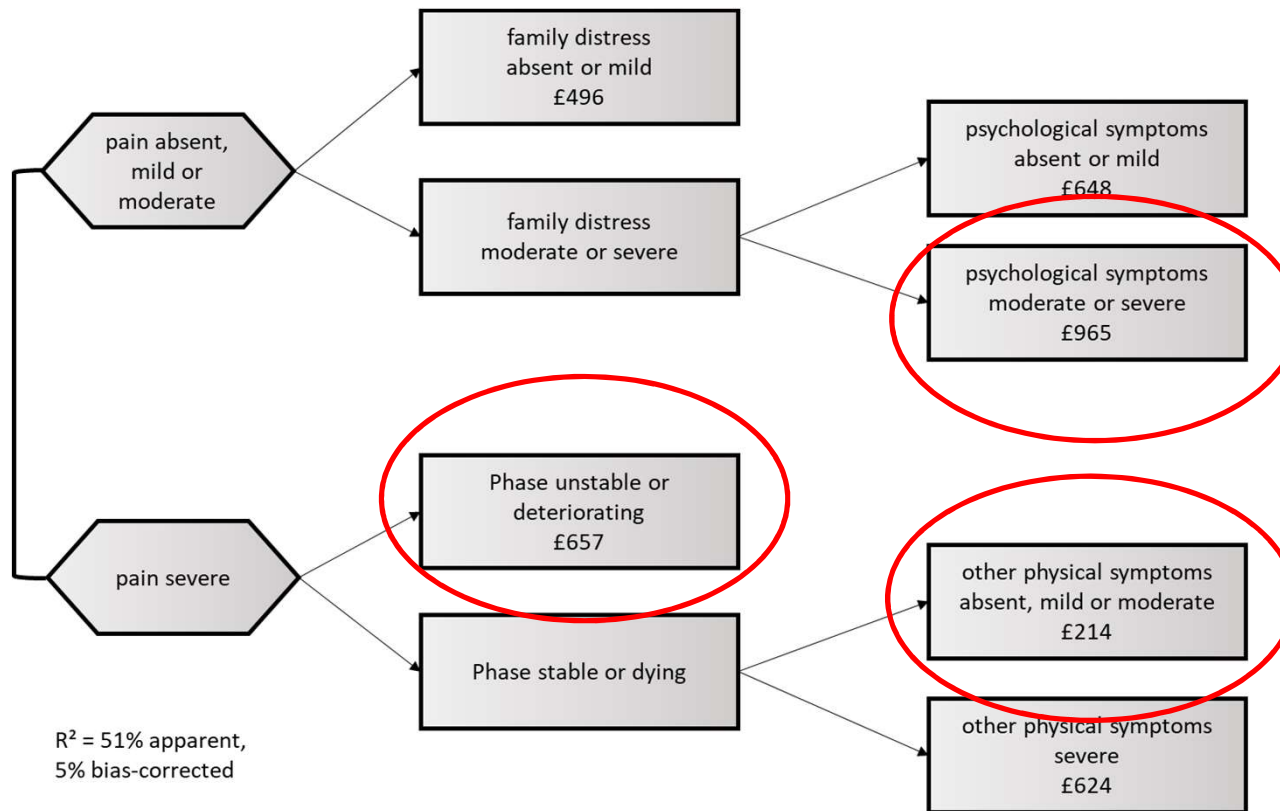 family distress
absent or mild
£496
pain absent,
mild or
moderate
psychological symptoms
absent or mild
£648
family distress
moderate or severe
psychological symptoms
moderate or severe
£965
Phase unstable or
deteriorating
£657
pain severe
other physical symptoms
absent, mild or moderate
£214
Phase stable or dying
other physical symptoms
severe
£624
R² = 51% apparent,
5% bias-corrected